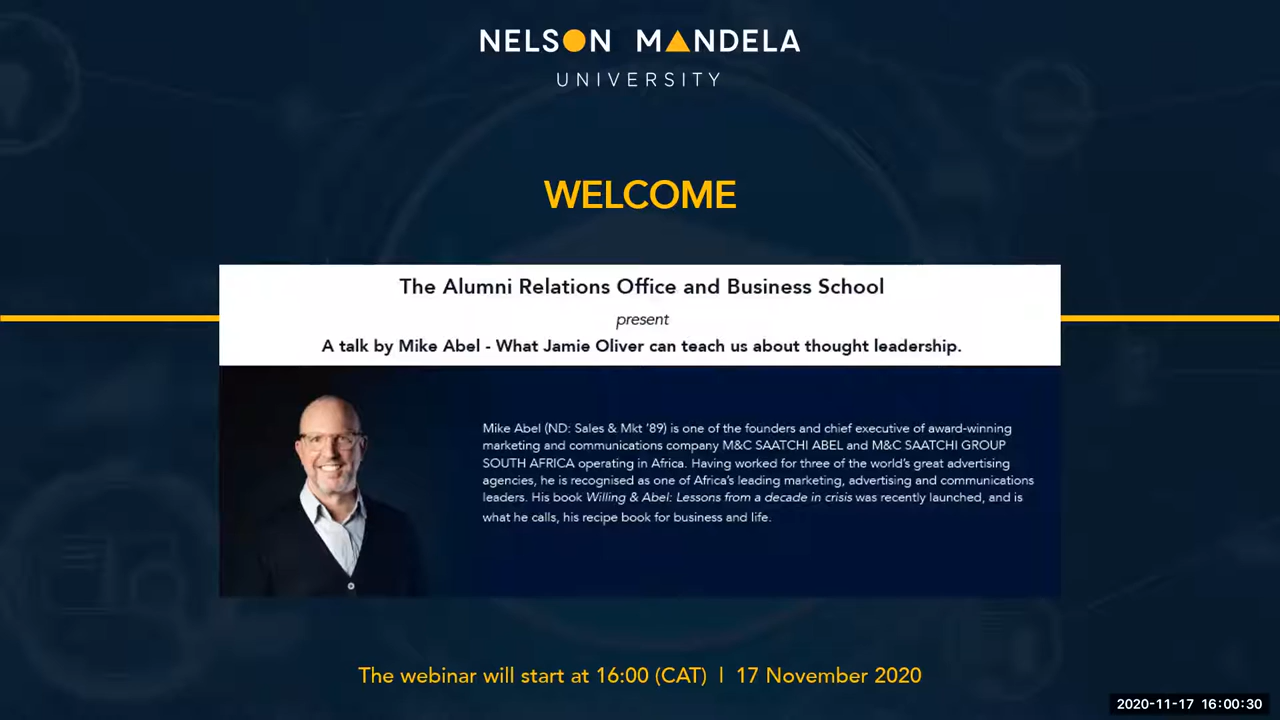 NELSON MANDELA
UNIVERSITY
WELCOME
The Alumni Relations Office and Business School
present
A talk by Mike Abel - What Jamie Oliver can teach us about thought leadership.
Mike Abel (ND: Sales & Mkt '89) is one of the founders and chief executive of award-winning
marketing and communications company M&C SAATCHI ABEL and M&C SAATCHI GROUP
SOUTH AFRICA operating in Africa. Having worked for three of the world's great advertising
agencies, he is recognised as one of Africa's leading marketing, advertising and communications
leaders. His book Willing & Abel: Lessons from a decade in crisis was recently launched, and is
what he calls, his recipe book for business and life.
The webinar will start at 16:00 (CAT) | 17 November 2020
2020-11-17 16:00:30